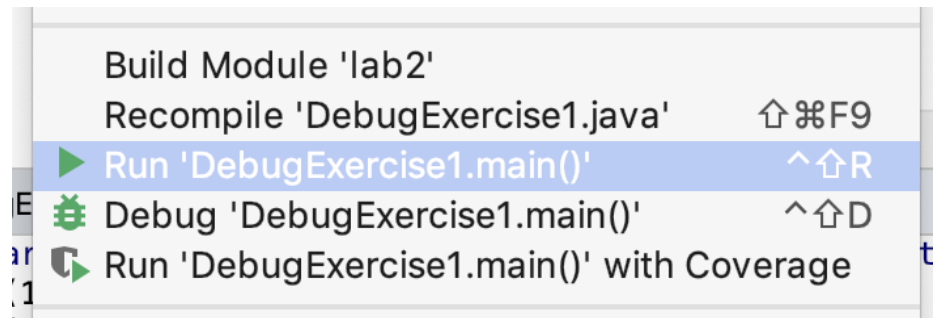 Build Module 'lab2'
Recompile 'DebugExercise1.java' ⇧⌘F9
Run 'DebugExercise1.main()' ^⇧R
Debug 'DebugExercise1.main()' ^⇧D
Run 'DebugExercise1.main()' with Coverage